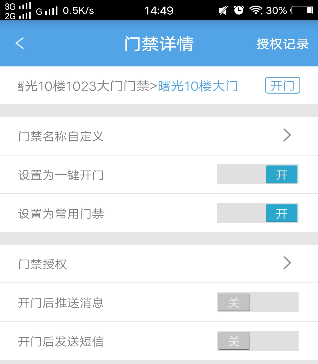 3G 2G G 0.5K/s 14:49 30%
门禁详情 授权记录
曙光10楼1023大门门禁>曙光10楼大门 开门
门禁名称自定义
设置为一键开门 开
设置为常用门禁 开
门禁授权
开门后推送消息 关
开门后发送短信 关